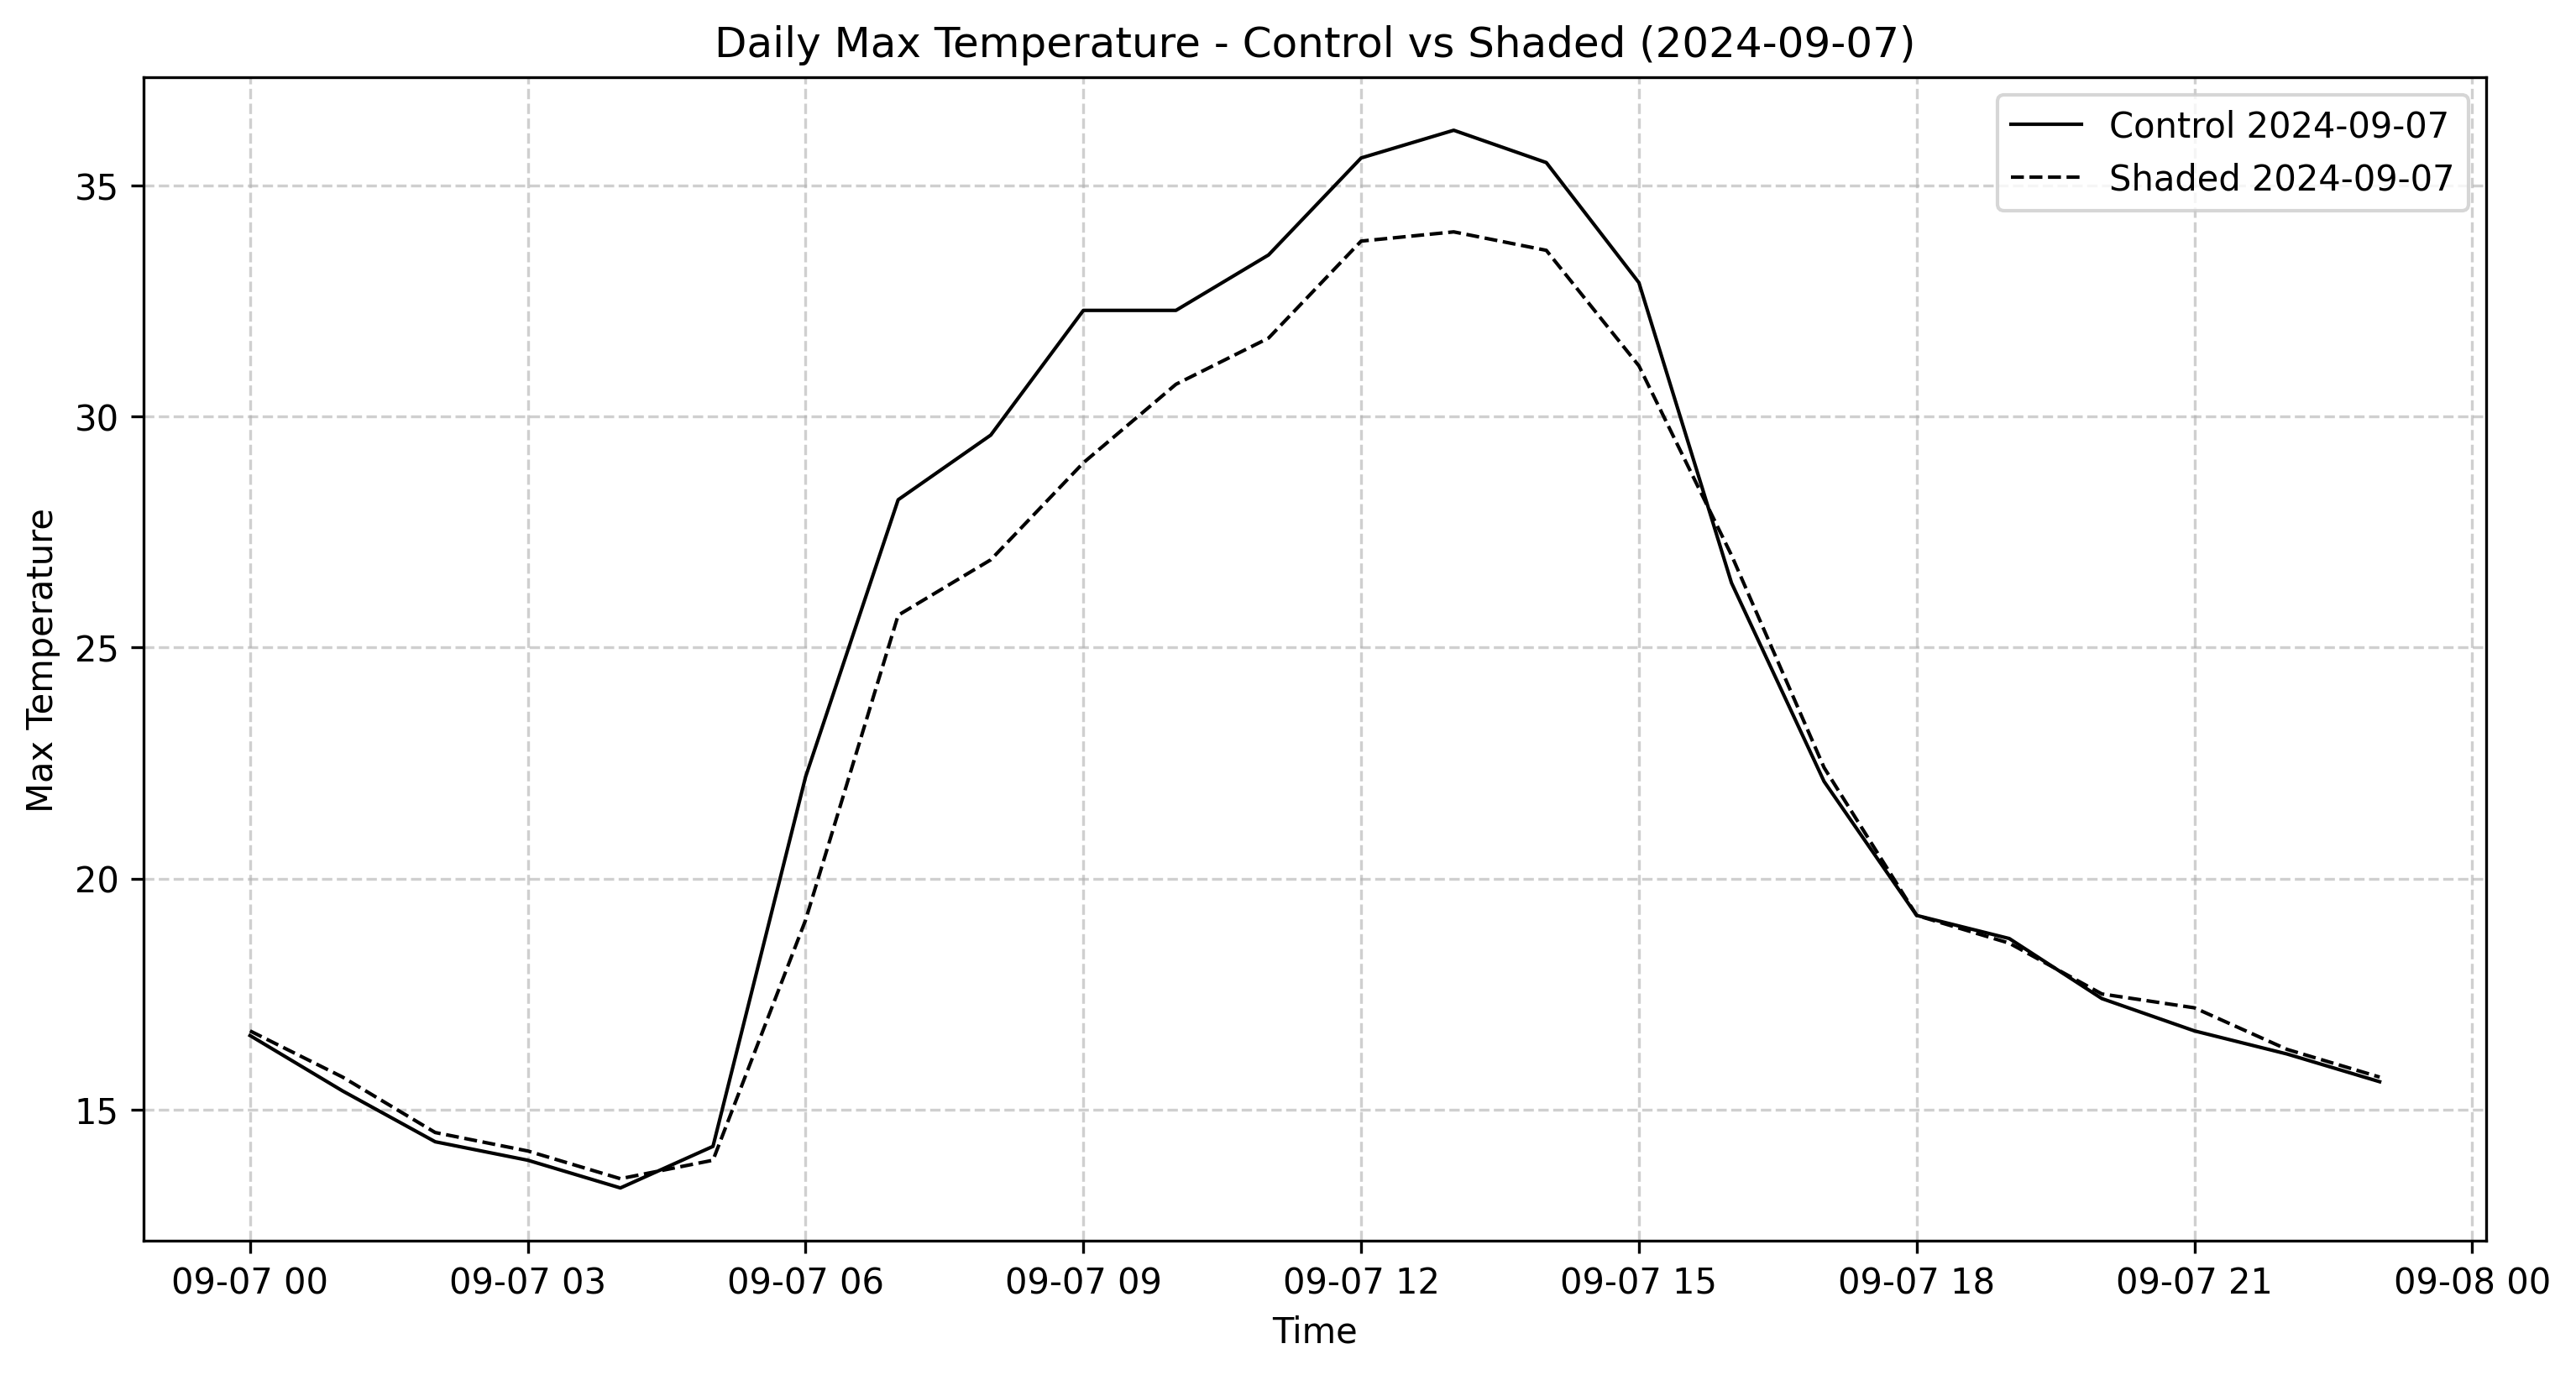 Daily Max Temperature - Control vs Shaded (2024-09-07)
Control 2024-09-07
Shaded 2024-09-07
Max Temperature
35
30
25
20
15
09-07 00 09-07 03 09-07 06 09-07 09 09-07 12 09-07 15 09-07 18 09-07 21 09-08 00
Time